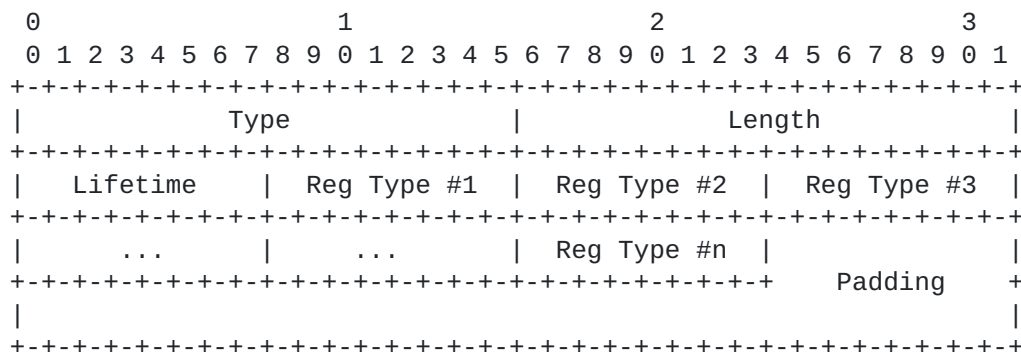 0                   1                   2                   3
 0 1 2 3 4 5 6 7 8 9 0 1 2 3 4 5 6 7 8 9 0 1 2 3 4 5 6 7 8 9 0 1
+-+-+-+-+-+-+-+-+-+-+-+-+-+-+-+-+-+-+-+-+-+-+-+-+-+-+-+-+-+-+-+-+
|             Type              |             Length            |
+-+-+-+-+-+-+-+-+-+-+-+-+-+-+-+-+-+-+-+-+-+-+-+-+-+-+-+-+-+-+-+-+
|   Lifetime    |  Reg Type #1  |  Reg Type #2  |  Reg Type #3  |
+-+-+-+-+-+-+-+-+-+-+-+-+-+-+-+-+-+-+-+-+-+-+-+-+-+-+-+-+-+-+-+-+
|      ...      |     ...       |  Reg Type #n  |               |
+-+-+-+-+-+-+-+-+-+-+-+-+-+-+-+-+-+-+-+-+-+-+-+-+    Padding    +
|                                                               |
+-+-+-+-+-+-+-+-+-+-+-+-+-+-+-+-+-+-+-+-+-+-+-+-+-+-+-+-+-+-+-+-+